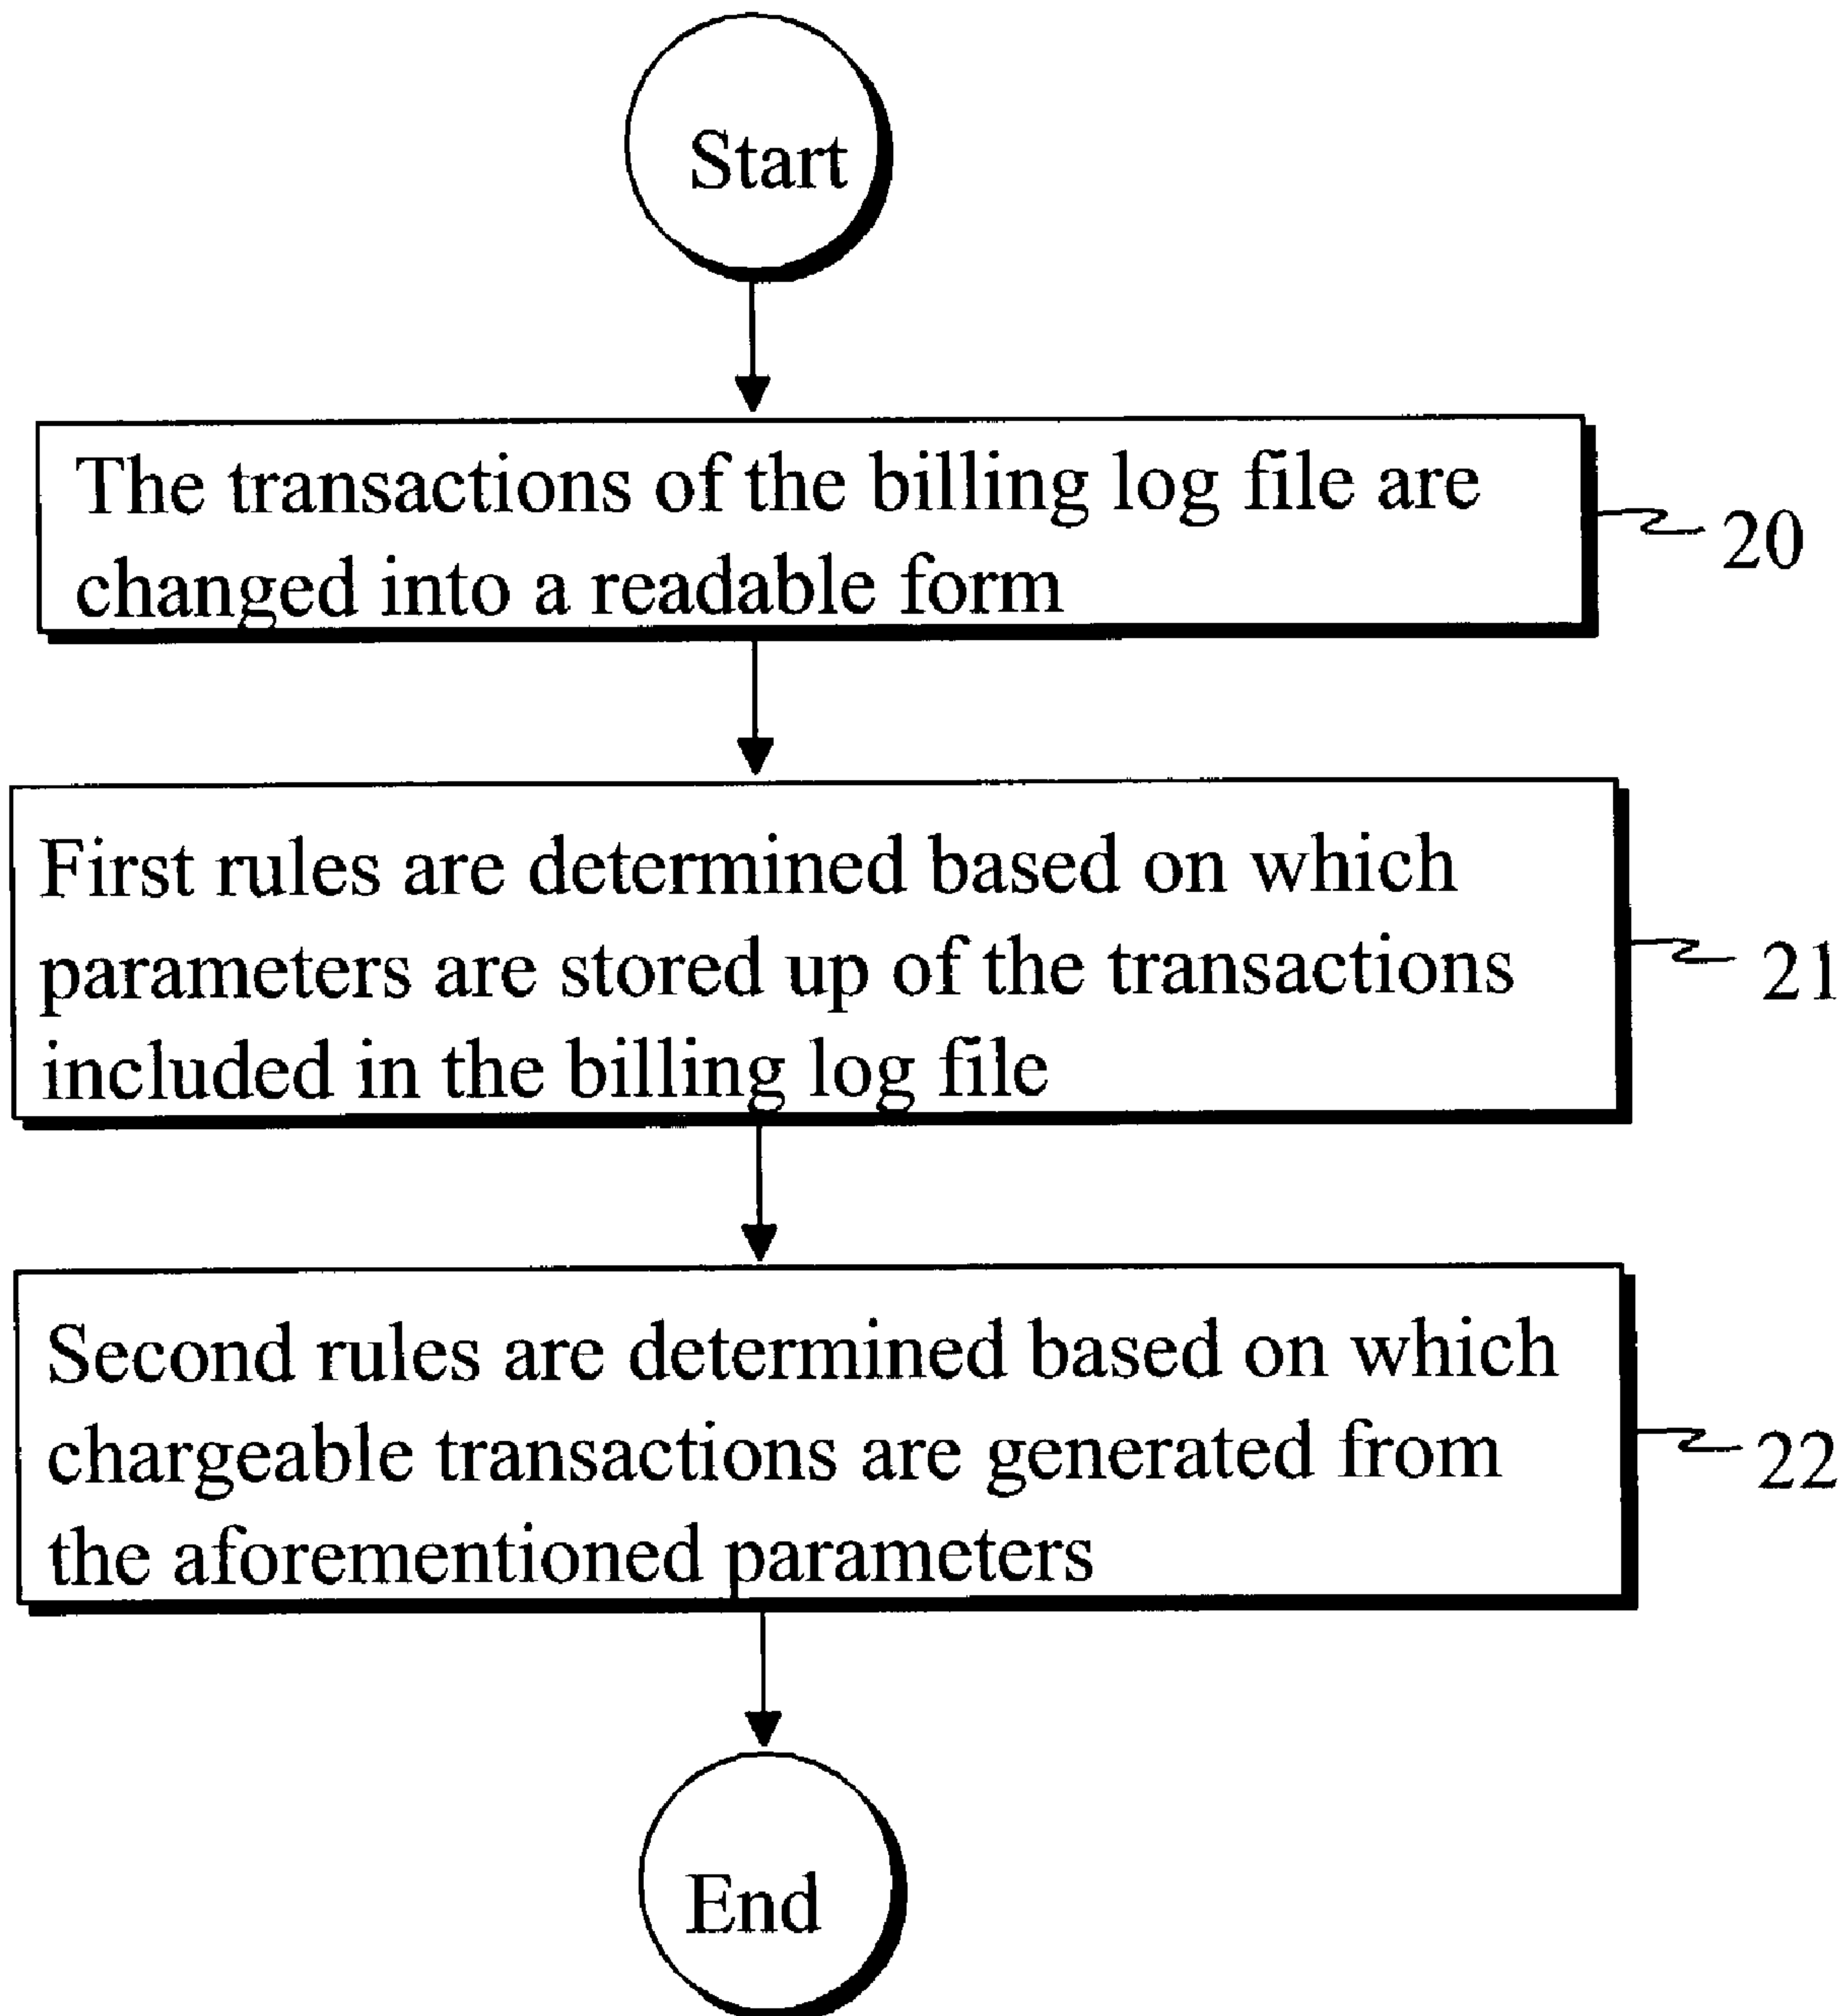 Start
The transactions of the billing log file are
changed into a readable form
20
First rules are determined based on which
parameters are stored up of the transactions
included in the billing log file
21
Second rules are determined based on which
chargeable transactions are generated from
the aforementioned parameters
22
End